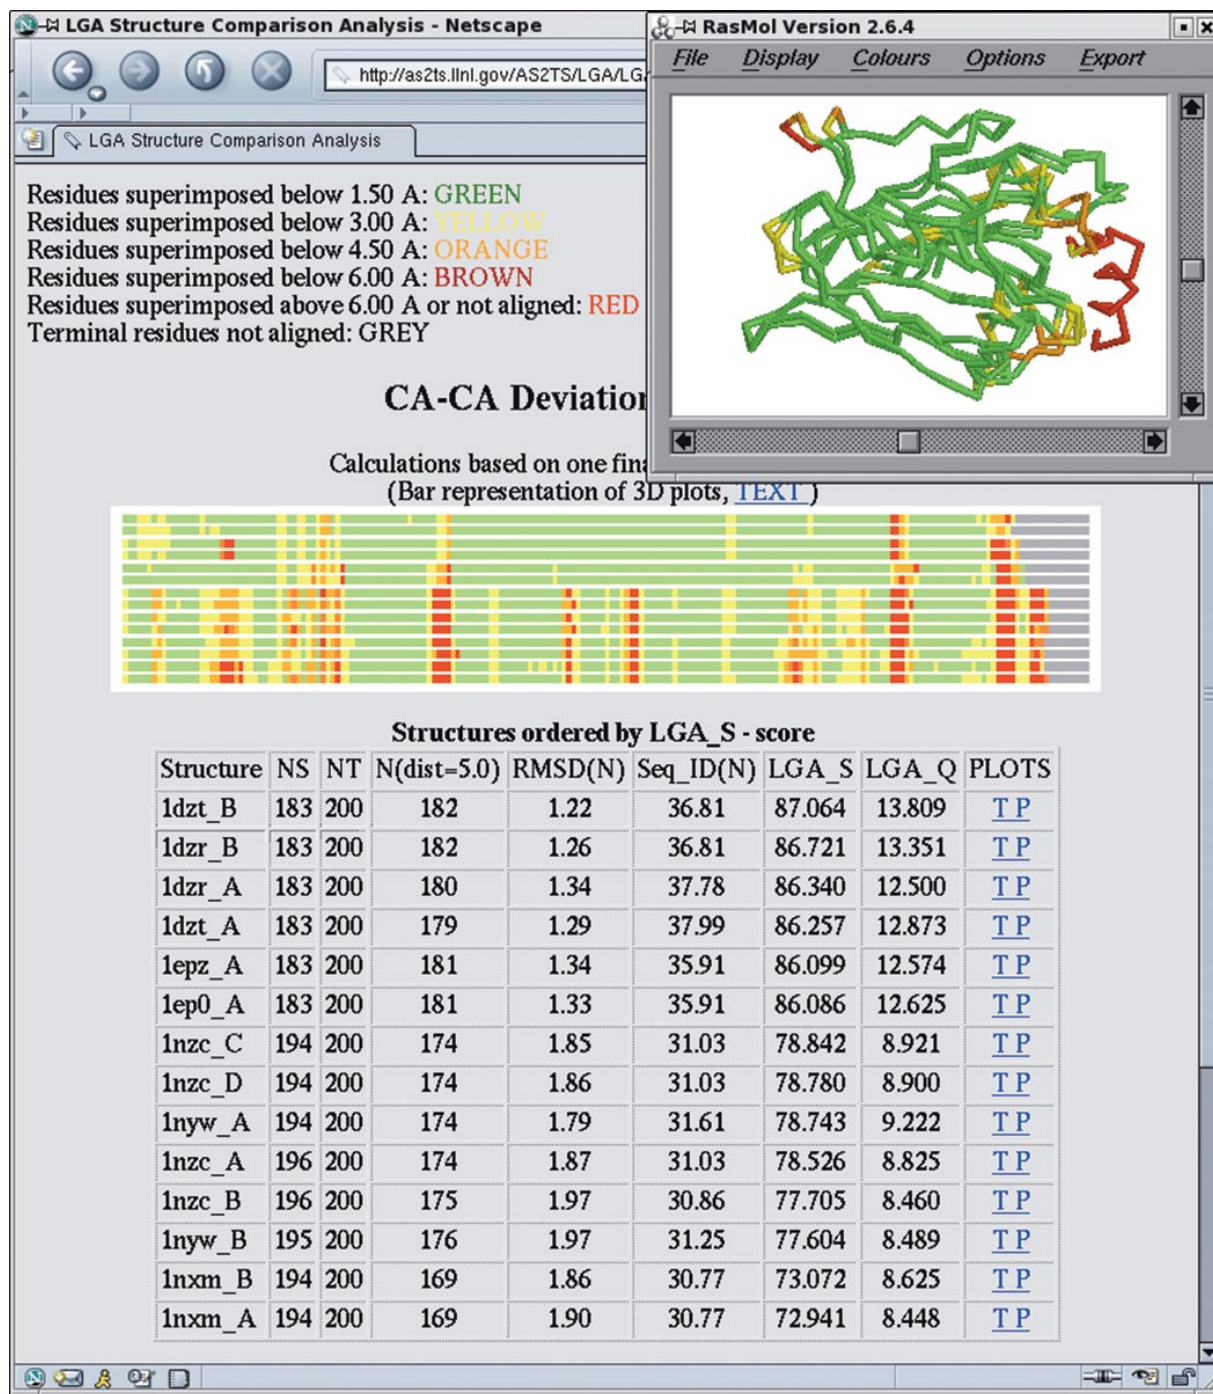 LGA Structure Comparison Analysis - Netscape
RasMol Version 2.6.4
File Display Colours Options Export
http://as2ts.llnl.gov/AS2TS/LGA/LGA
LGA Structure Comparison Analysis
Residues superimposed below 1.50 A: GREEN
Residues superimposed below 3.00 A: YELLOW
Residues superimposed below 4.50 A: ORANGE
Residues superimposed below 6.00 A: BROWN
Residues superimposed above 6.00 A or not aligned: RED
Terminal residues not aligned: GREY
CA-CA Deviation
Calculations based on one fina
(Bar representation of 3D plots, TEXT )
Structures ordered by LGA_S - score
Structure NS NT N(dist=5.0) RMSD(N) Seq_ID(N) LGA_S LGA_Q PLOTS
1dzt_B 183 200 182 1.22 36.81 87.064 13.809 T P
1dzr_B 183 200 182 1.26 36.81 86.721 13.351 T P
1dzr_A 183 200 180 1.34 37.78 86.340 12.500 T P
1dzt_A 183 200 179 1.29 37.99 86.257 12.873 T P
1epz_A 183 200 181 1.34 35.91 86.099 12.574 T P
1ep0_A 183 200 181 1.33 35.91 86.086 12.625 T P
1nzc_C 194 200 174 1.85 31.03 78.842 8.921 T P
1nzc_D 194 200 174 1.86 31.03 78.780 8.900 T P
1nyw_A 194 200 174 1.79 31.61 78.743 9.222 T P
1nzc_A 196 200 174 1.87 31.03 78.526 8.825 T P
1nzc_B 196 200 175 1.97 30.86 77.705 8.460 T P
1nyw_B 195 200 176 1.97 31.25 77.604 8.489 T P
1nxm_B 194 200 169 1.86 30.77 73.072 8.625 T P
1nxm_A 194 200 169 1.90 30.77 72.941 8.448 T P